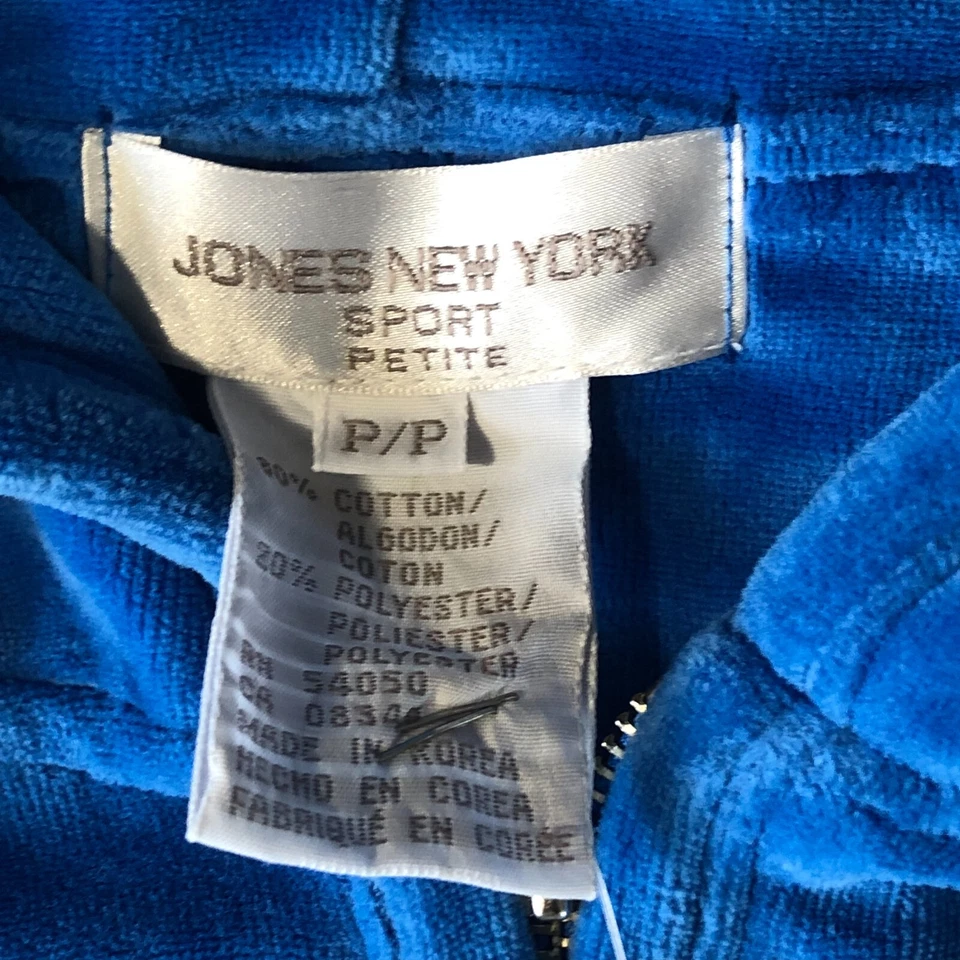 JONES NEW YORK
SPORT
PETITE
P/P
80% COTTON/
ALGODON/
COTON
20% POLYESTER/
POLIESTER/
POLYESTER
RN 54050
CA
MADE IN KOREA
HECHO EN COREA
FABRIQUÉ EN CORÉE